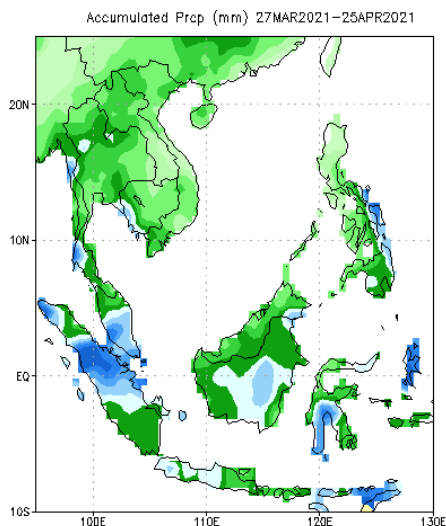 Accumulated Prcp (mm) 27MAR2021-25APR2021
20N
10N
EQ
10S
100E
110E
120E
130E